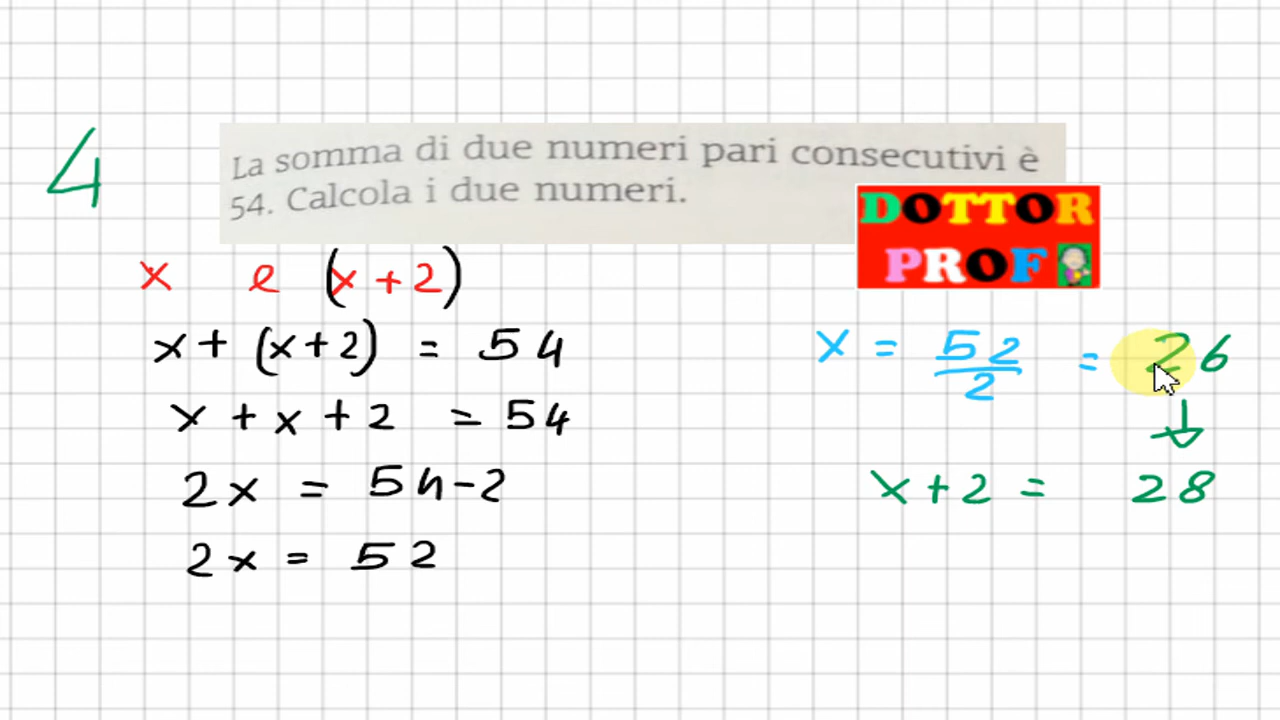 4
La somma di due numeri pari consecutivi è
54. Calcola i due numeri.
DOTTOR
PROF
x e (x+2)
x + (x+2) = 54
x + x + 2 = 54
2x = 54-2
2x = 52
x = 52/2 = 26
x+2 = 28